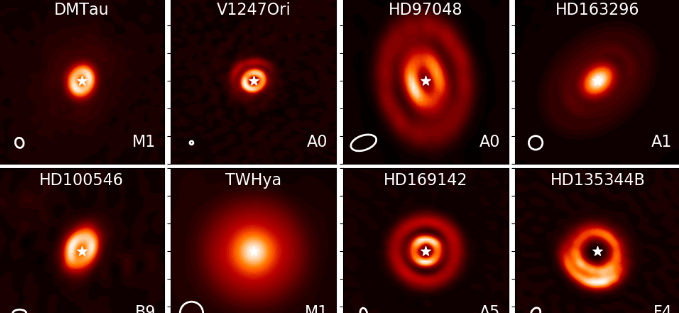 DMTau V1247Ori HD97048 HD163296
M1 A0 A0 A1
HD100546 TWHya HD169142 HD135344B
B9 M1 A5 F4